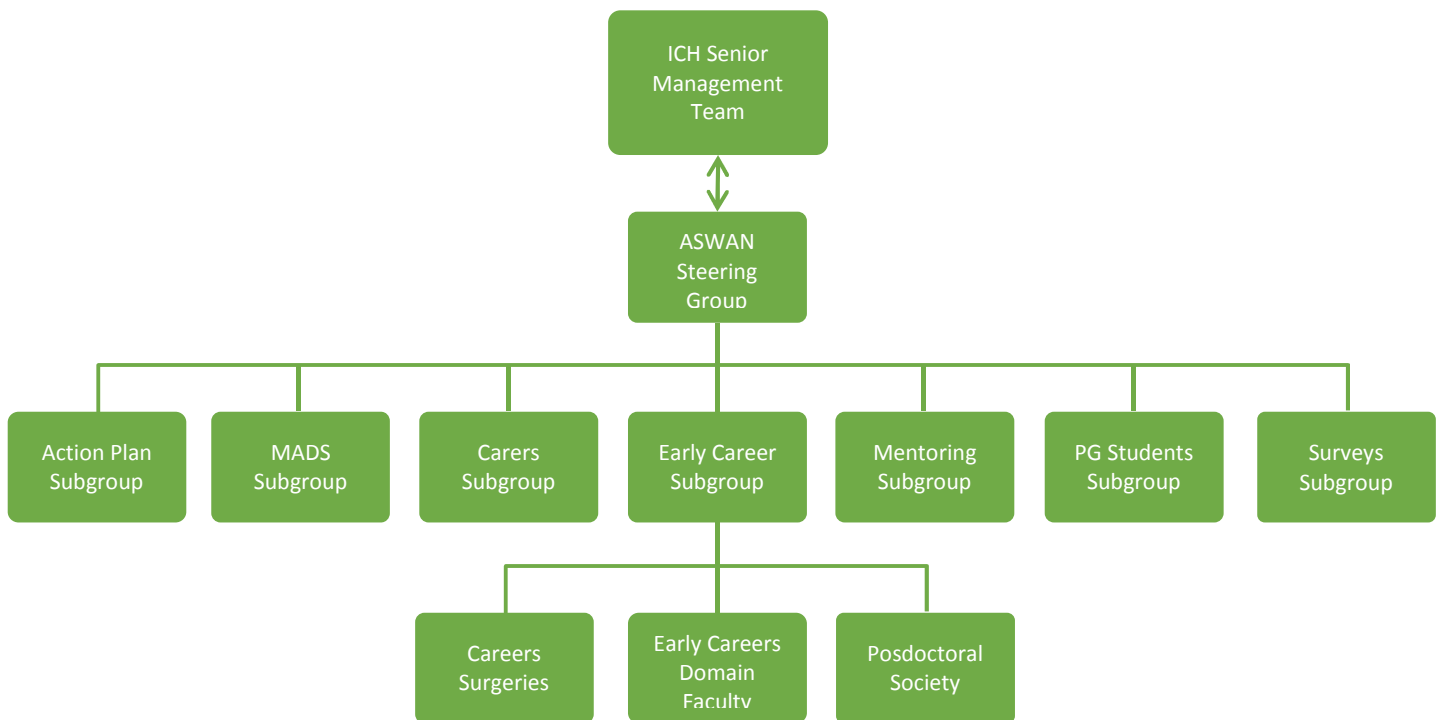 ICH Senior
Management
Team
ASWAN
Steering
Group
Action Plan
Subgroup
MADS
Subgroup
Carers
Subgroup
Early Career
Subgroup
Mentoring
Subgroup
PG Students
Subgroup
Surveys
Subgroup
Careers
Surgeries
Early Careers
Domain
Faculty
Posdoctoral
Society